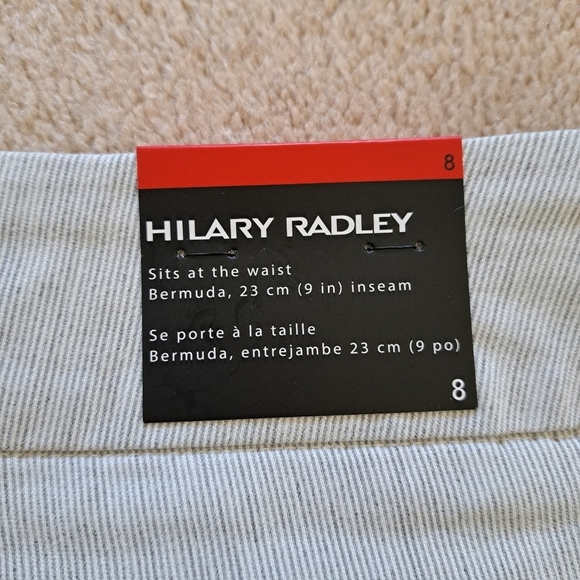 8
HILARY RADLEY
Sits at the waist
Bermuda, 23 cm (9 in) inseam
Se porte à la taille
Bermuda, entrejambe 23 cm (9 po)
8